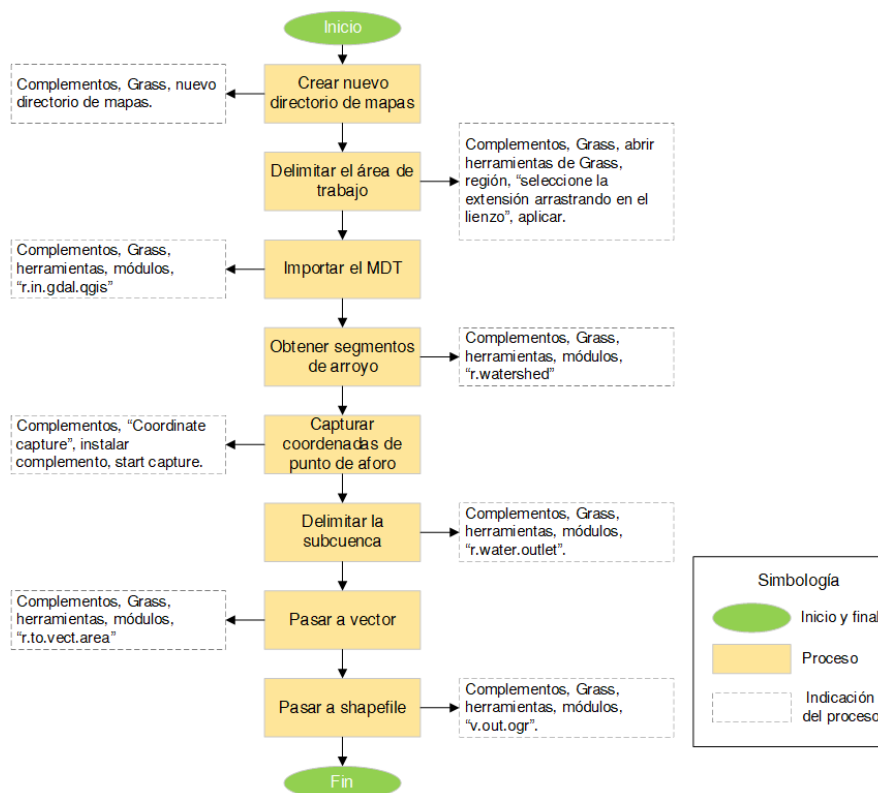 Inicio
Complementos, Grass, nuevo
directorio de mapas.
Crear nuevo
directorio de mapas
Delimitar el área de
trabajo
Complementos, Grass, abrir
herramientas de Grass,
región, “seleccione la
extensión arrastrando en el
lienzo”, aplicar.
Complementos, Grass,
herramientas, módulos,
“r.in.gdal.qgis”
Importar el MDT
Obtener segmentos
de arroyo
Complementos, Grass,
herramientas, módulos,
“r.watershed”
Complementos, “Coordinate
capture”, instalar
complemento, start capture.
Capturar
coordenadas de
punto de aforo
Delimitar la
subcuenca
Complementos, Grass,
herramientas, módulos,
“r.water.outlet”.
Complementos, Grass,
herramientas, módulos,
“r.to.vect.area”
Pasar a vector
Pasar a shapefile
Complementos, Grass,
herramientas, módulos,
“v.out.ogr”.
Fin
Simbología
Inicio y final
Proceso
Indicación
del proceso